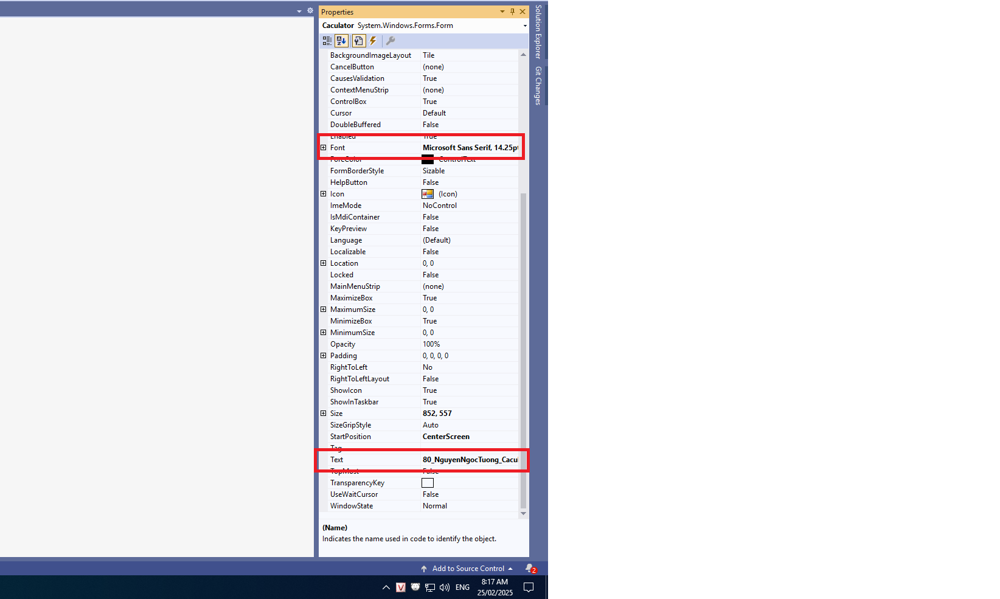 Properties
Caculator System.Windows.Forms.Form
BackgroundImageLayout Tile
CancelButton (none)
CausesValidation True
ContextMenuStrip (none)
ControlBox True
Cursor Default
DoubleBuffered False
Enabled True
Font Microsoft Sans Serif, 14.25pt
ForeColor ControlText
FormBorderStyle Sizable
HelpButton False
Icon (Icon)
ImeMode NoControl
IsMdiContainer False
KeyPreview False
Language (Default)
Localizable False
Location 0, 0
Locked False
MainMenuStrip (none)
MaximizeBox True
MaximumSize 0, 0
MinimizeBox True
MinimumSize 0, 0
Opacity 100%
Padding 0, 0, 0, 0
RightToLeft No
RightToLeftLayout False
ShowIcon True
ShowInTaskbar True
Size 852, 557
SizeGripStyle Auto
StartPosition CenterScreen
Tag
Text 80_NguyenNgocTuong_Cacul
TopMost False
TransparencyKey
UseWaitCursor False
WindowState Normal
(Name)
Indicates the name used in code to identify the object.
Solution Explorer
Git Changes
Add to Source Control
2
V
ENG
8:17 AM
25/02/2025